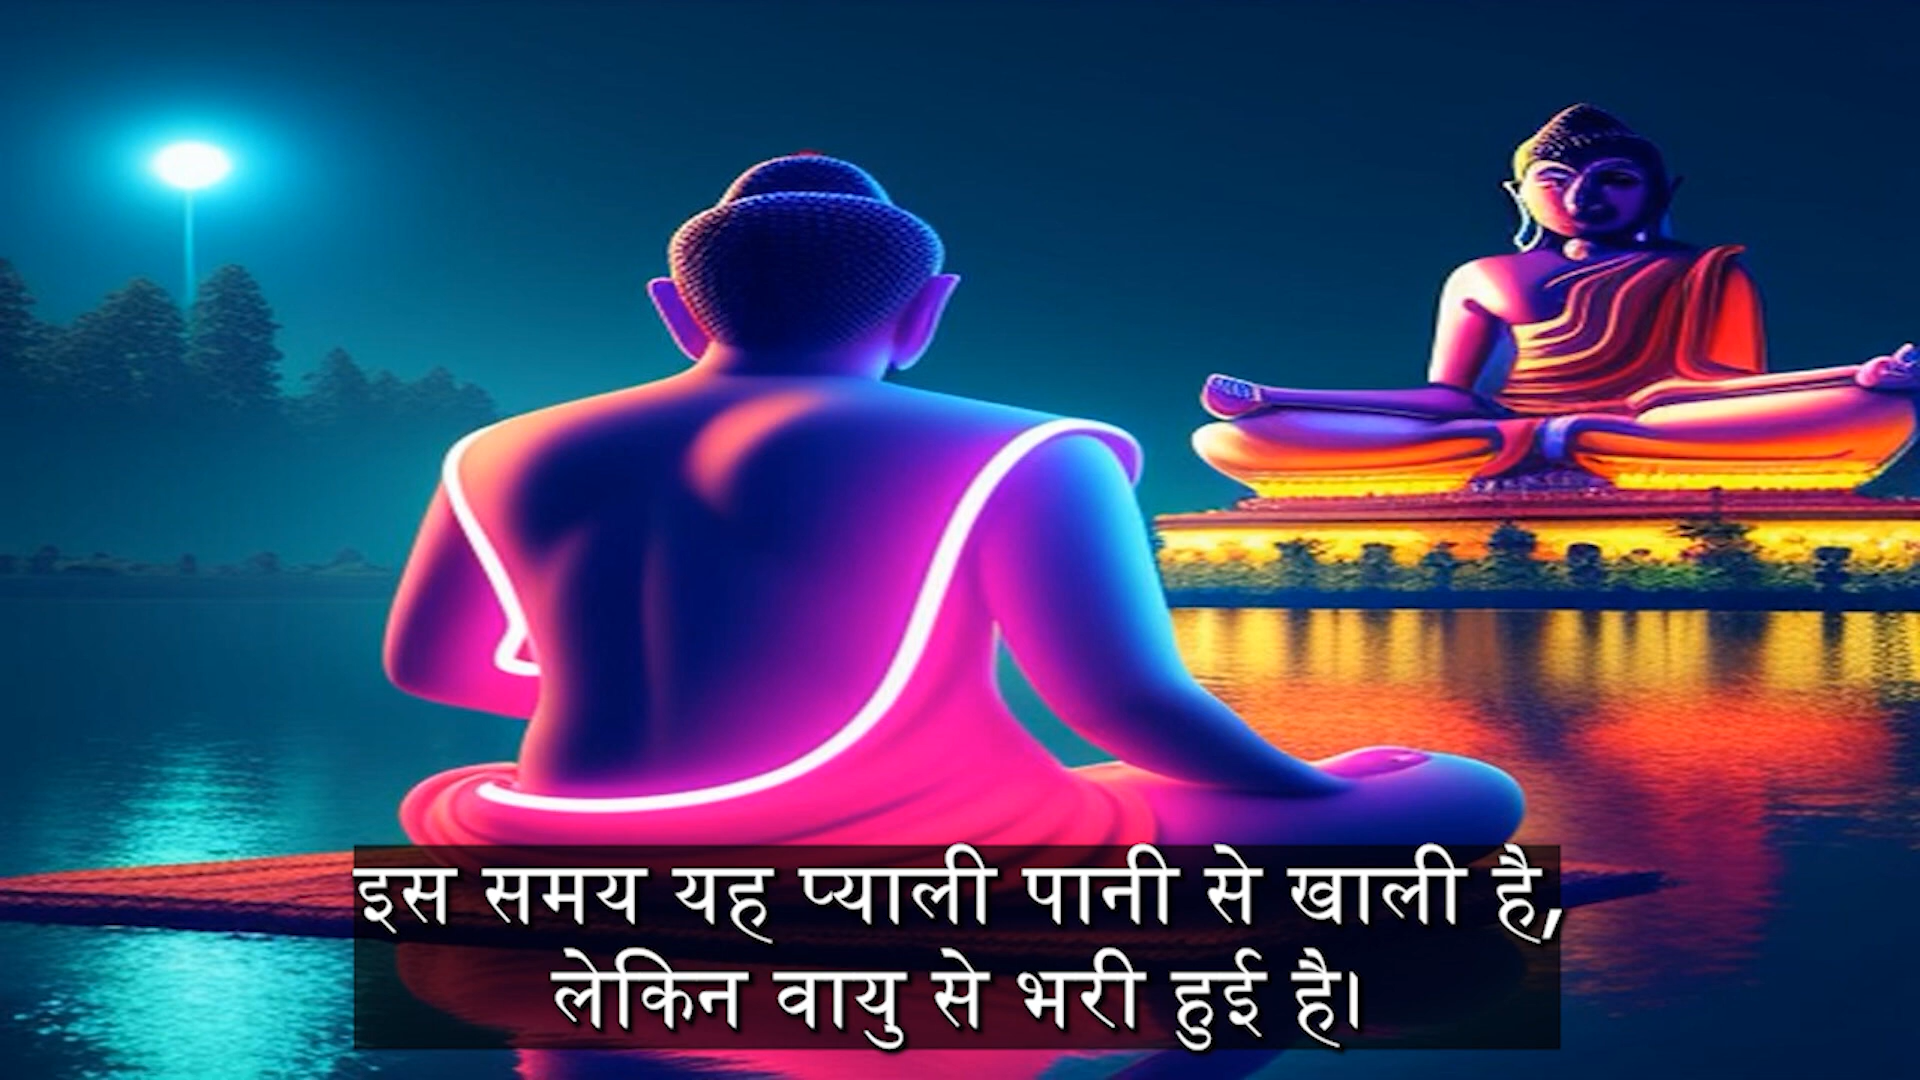 इस समय यह प्याली पानी से खाली है,
लेकिन वायु से भरी हुई है।